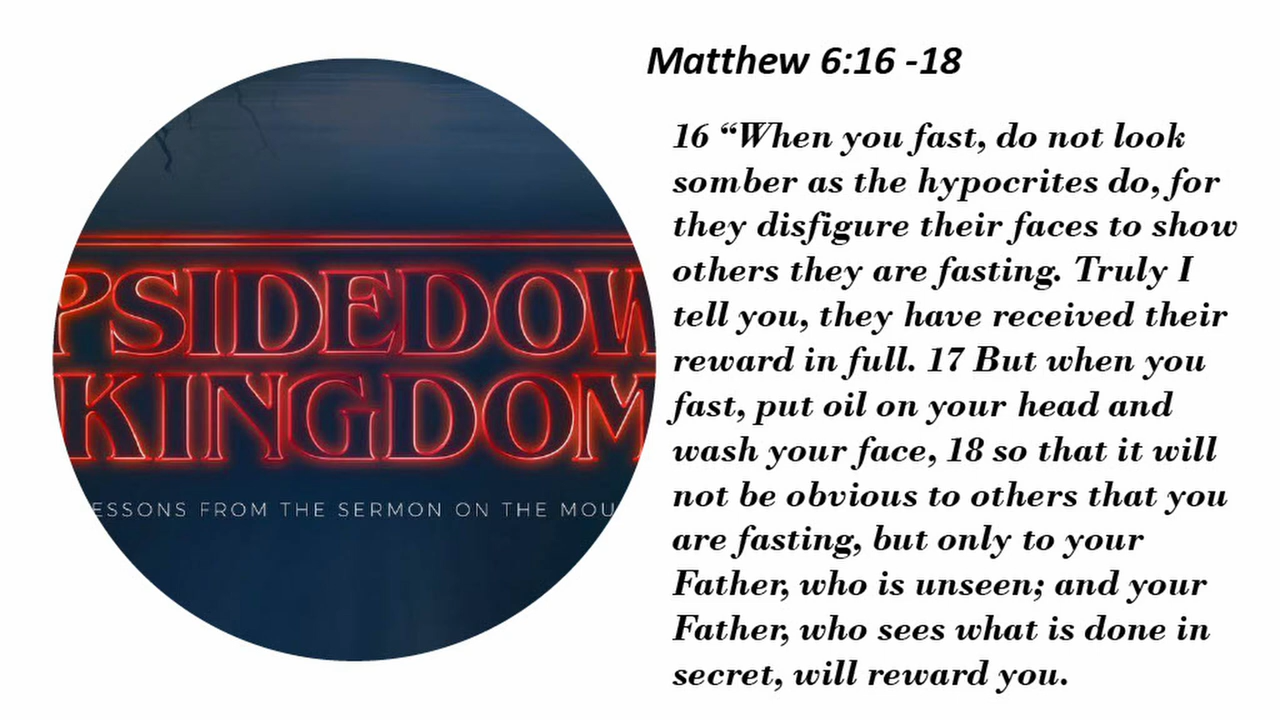 PSIDEDOW
KINGDOM
ESSONS FROM THE SERMON ON THE MOU
Matthew 6:16 -18
16 “When you fast, do not look
somber as the hypocrites do, for
they disfigure their faces to show
others they are fasting. Truly I
tell you, they have received their
reward in full. 17 But when you
fast, put oil on your head and
wash your face, 18 so that it will
not be obvious to others that you
are fasting, but only to your
Father, who is unseen; and your
Father, who sees what is done in
secret, will reward you.